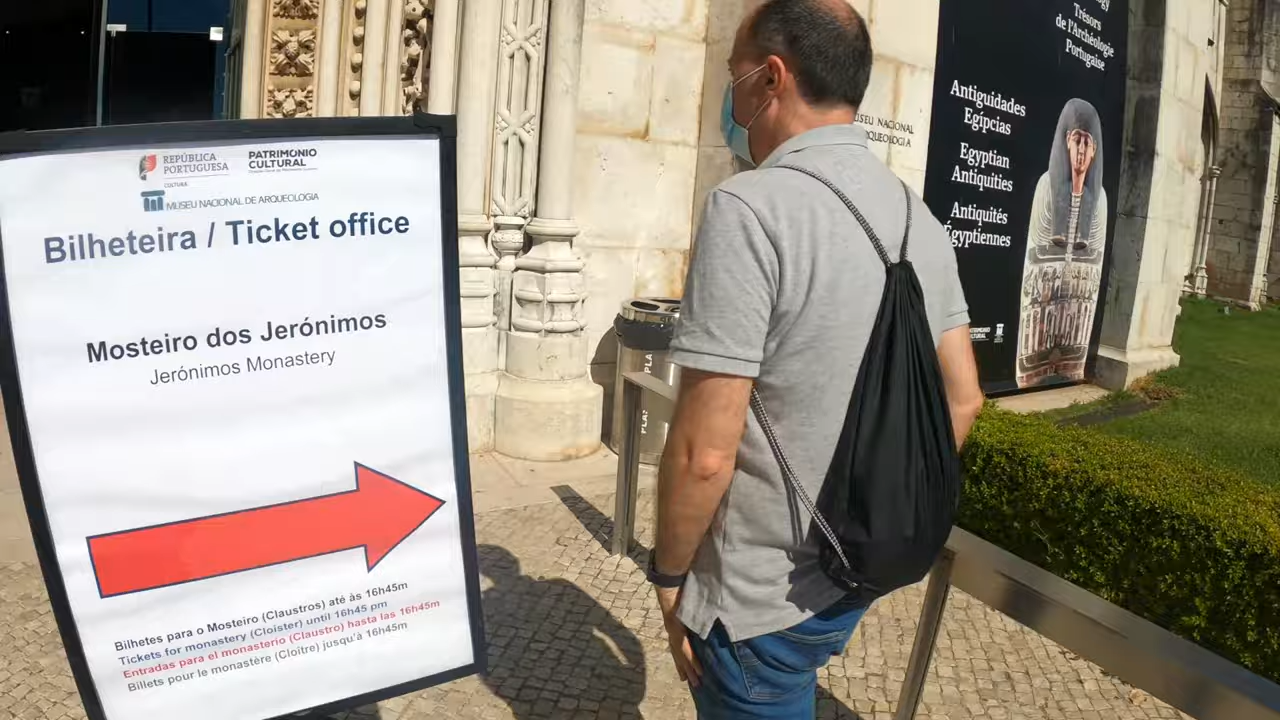 REPÚBLICA
PORTUGUESA
CULTURA
PATRIMÓNIO
CULTURAL
MUSEU NACIONAL DE ARQUEOLOGIA
Bilheteira / Ticket office
Mosteiro dos Jerónimos
Jerónimos Monastery
Bilhetes para o Mosteiro (Claustros) até às 16h45m
Tickets for monastery (Cloister) until 16h45 pm
Entradas para el monasterio (Claustro) hasta las 16h45m
Billets pour le monastère (Cloître) jusqu'à 16h45m
PLA
PLA
USEU NACIONAL
ARQUEOLOGIA
Trésors
de l'Archéologie
Portugaise
Antiguidades
Egípcias
Egyptian
Antiquities
Antiquités
Égyptiennes